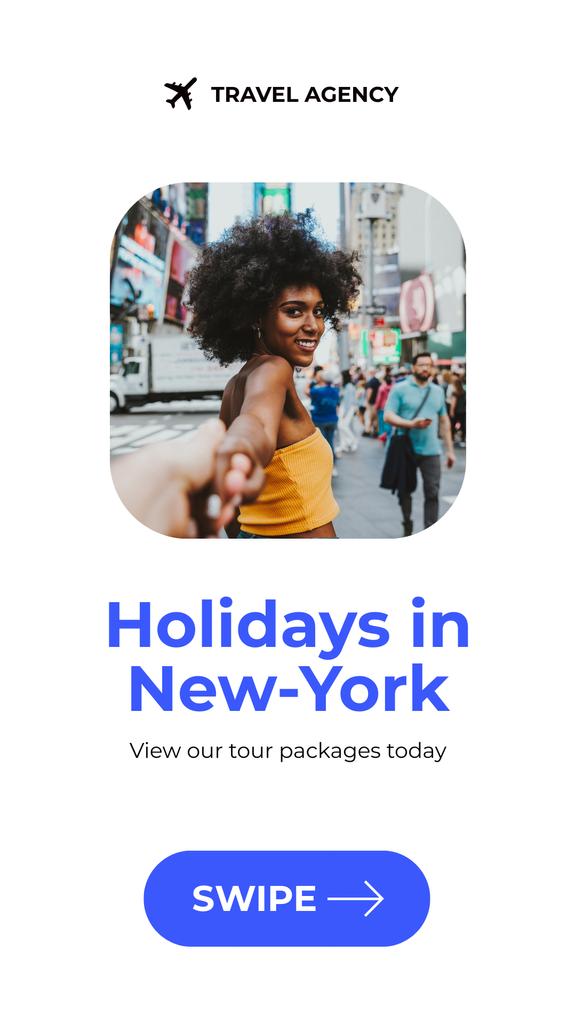 TRAVEL AGENCY
Holidays in
New-York
View our tour packages today
SWIPE